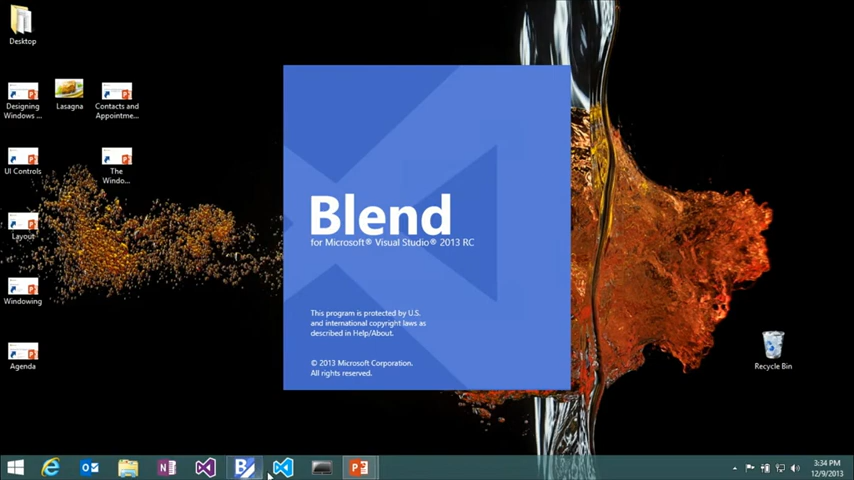 Desktop
Designing
Windows ...
Lasagna
Contacts and
Appointme...
UI Controls
The
Windo...
Layout
Windowing
Agenda
Blend
for Microsoft® Visual Studio® 2013 RC
This program is protected by U.S.
and international copyright laws as
described in Help/About.
© 2013 Microsoft Corporation.
All rights reserved.
Recycle Bin
3:34 PM
12/9/2013